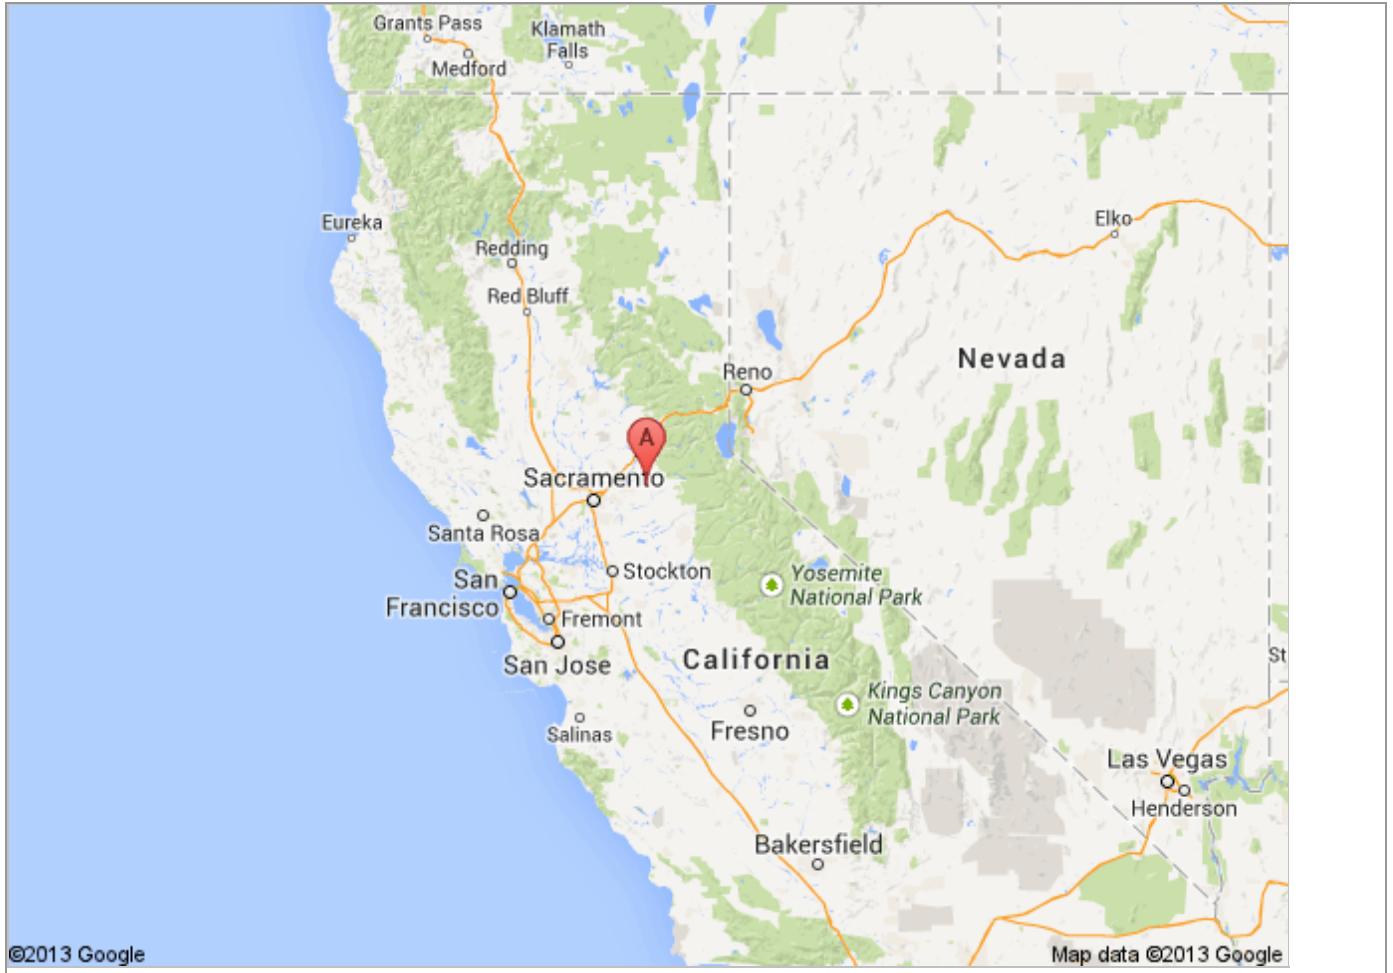 Grants Pass
Klamath
Falls
Medford
Eureka
Redding
Red Bluff
Elko
Nevada
Reno
A
Sacramento
Santa Rosa
San
Francisco
Stockton
Yosemite
National Park
Fremont
San Jose
California
St
Kings Canyon
National Park
Salinas
Fresno
Las Vegas
Henderson
Bakersfield
©2013 Google
Map data ©2013 Google